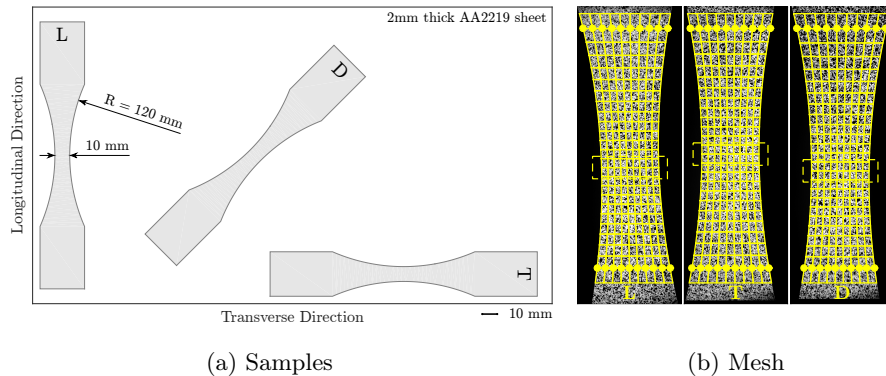 2mm thick AA2219 sheet
L
D
R = 120 mm
10 mm
Longitudinal Direction
T
Transverse Direction
10 mm
L
T
D
(a) Samples
(b) Mesh